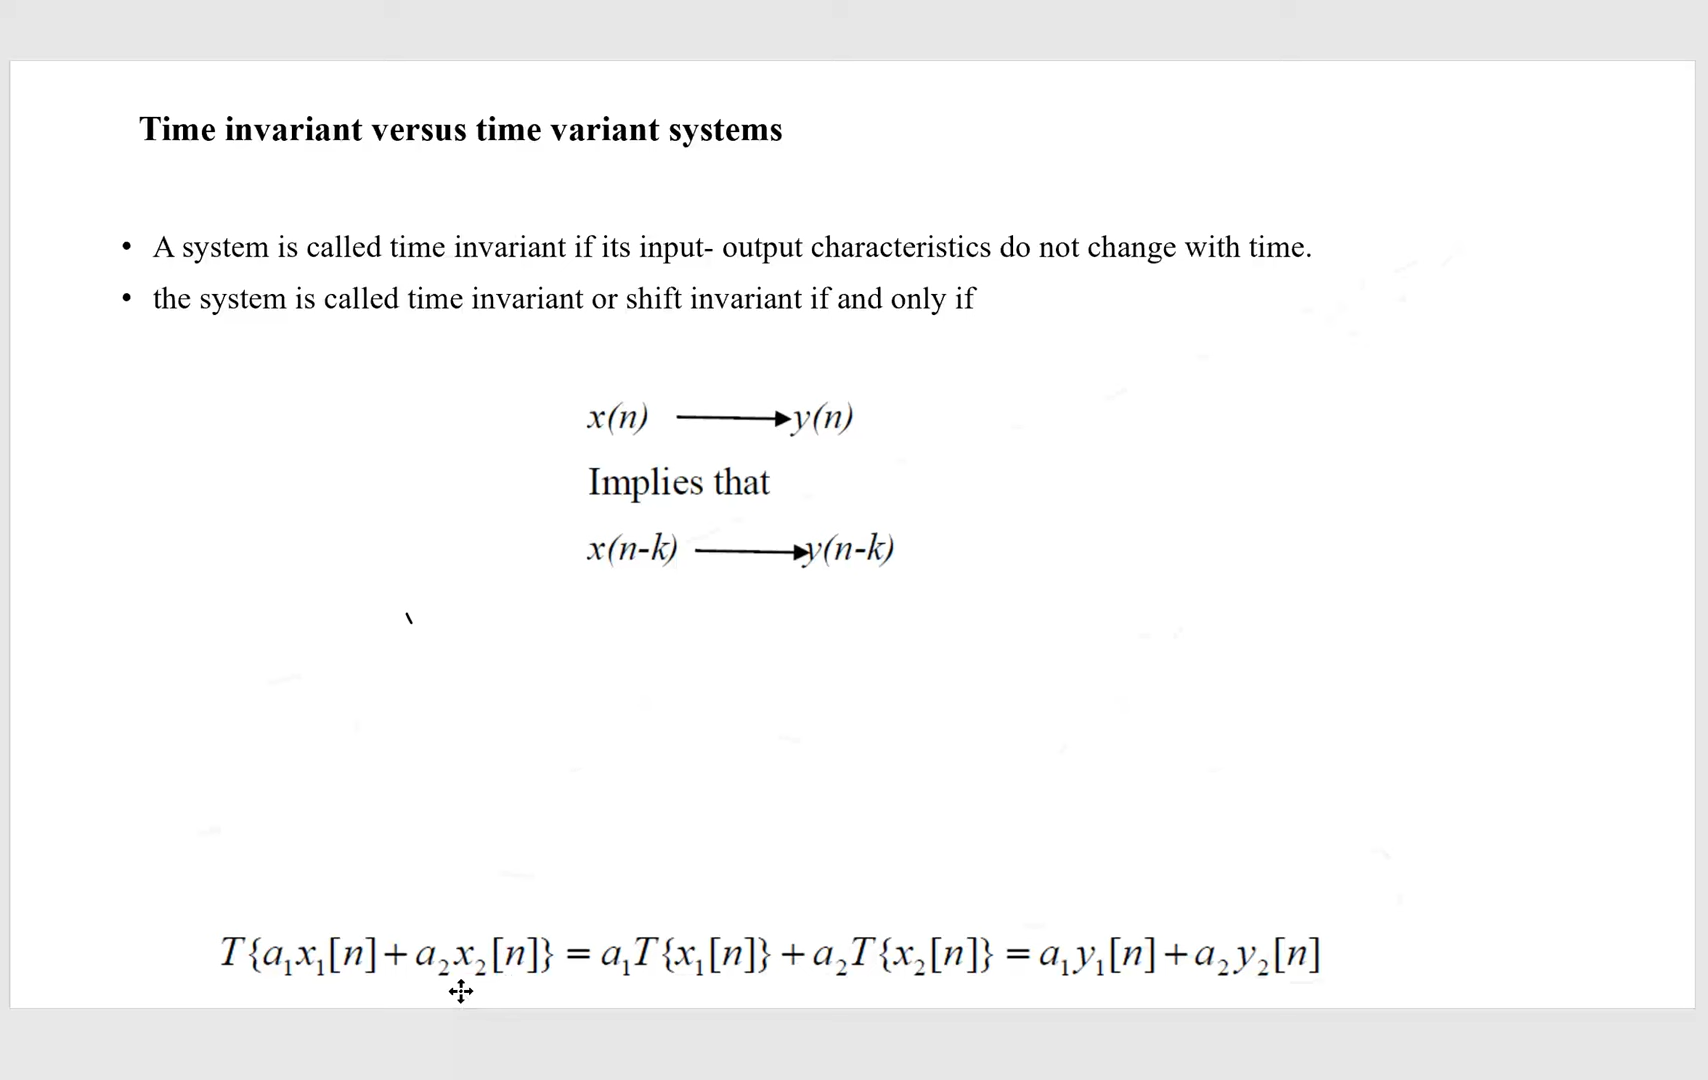 Time invariant versus time variant systems
• A system is called time invariant if its input- output characteristics do not change with time.
• the system is called time invariant or shift invariant if and only if
x(n) ⟶ y(n)
Implies that
x(n-k) ⟶ y(n-k)
T{a₁x₁[n]+a₂x₂[n]} = a₁T{x₁[n]} + a₂T{x₂[n]} = a₁y₁[n]+a₂y₂[n]